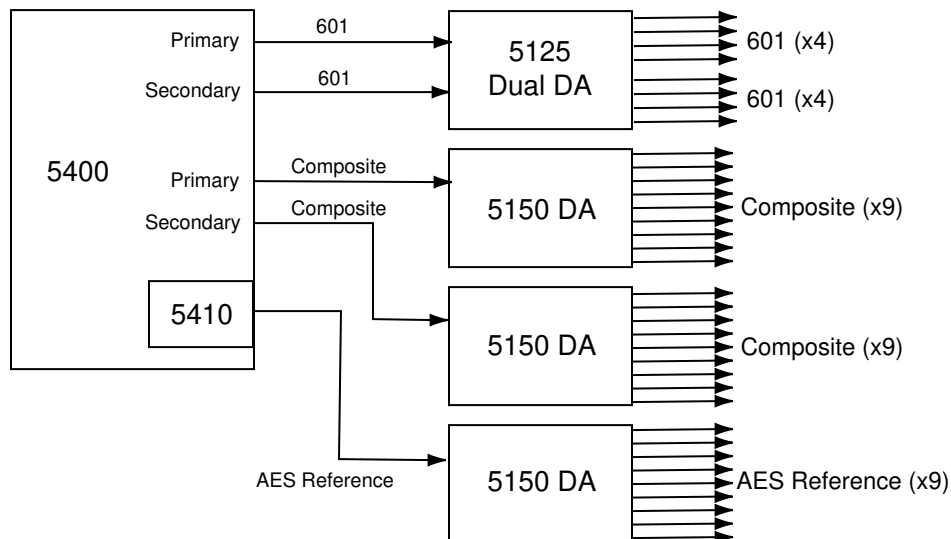 601
Primary
5125
Dual DA
601 (x4)
Secondary
601
601 (x4)
5400
Primary
Composite
5150 DA
Composite (x9)
Secondary
Composite
5410
5150 DA
Composite (x9)
AES Reference
5150 DA
AES Reference (x9)